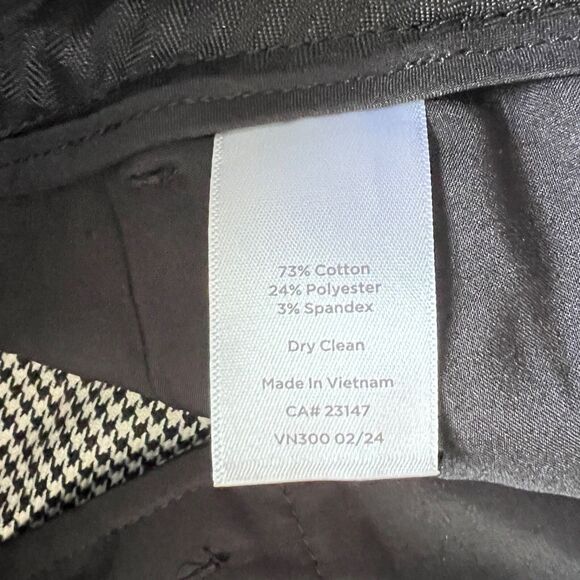 73% Cotton
24% Polyester
3% Spandex
Dry Clean
Made In Vietnam
CA# 23147
VN300 02/24